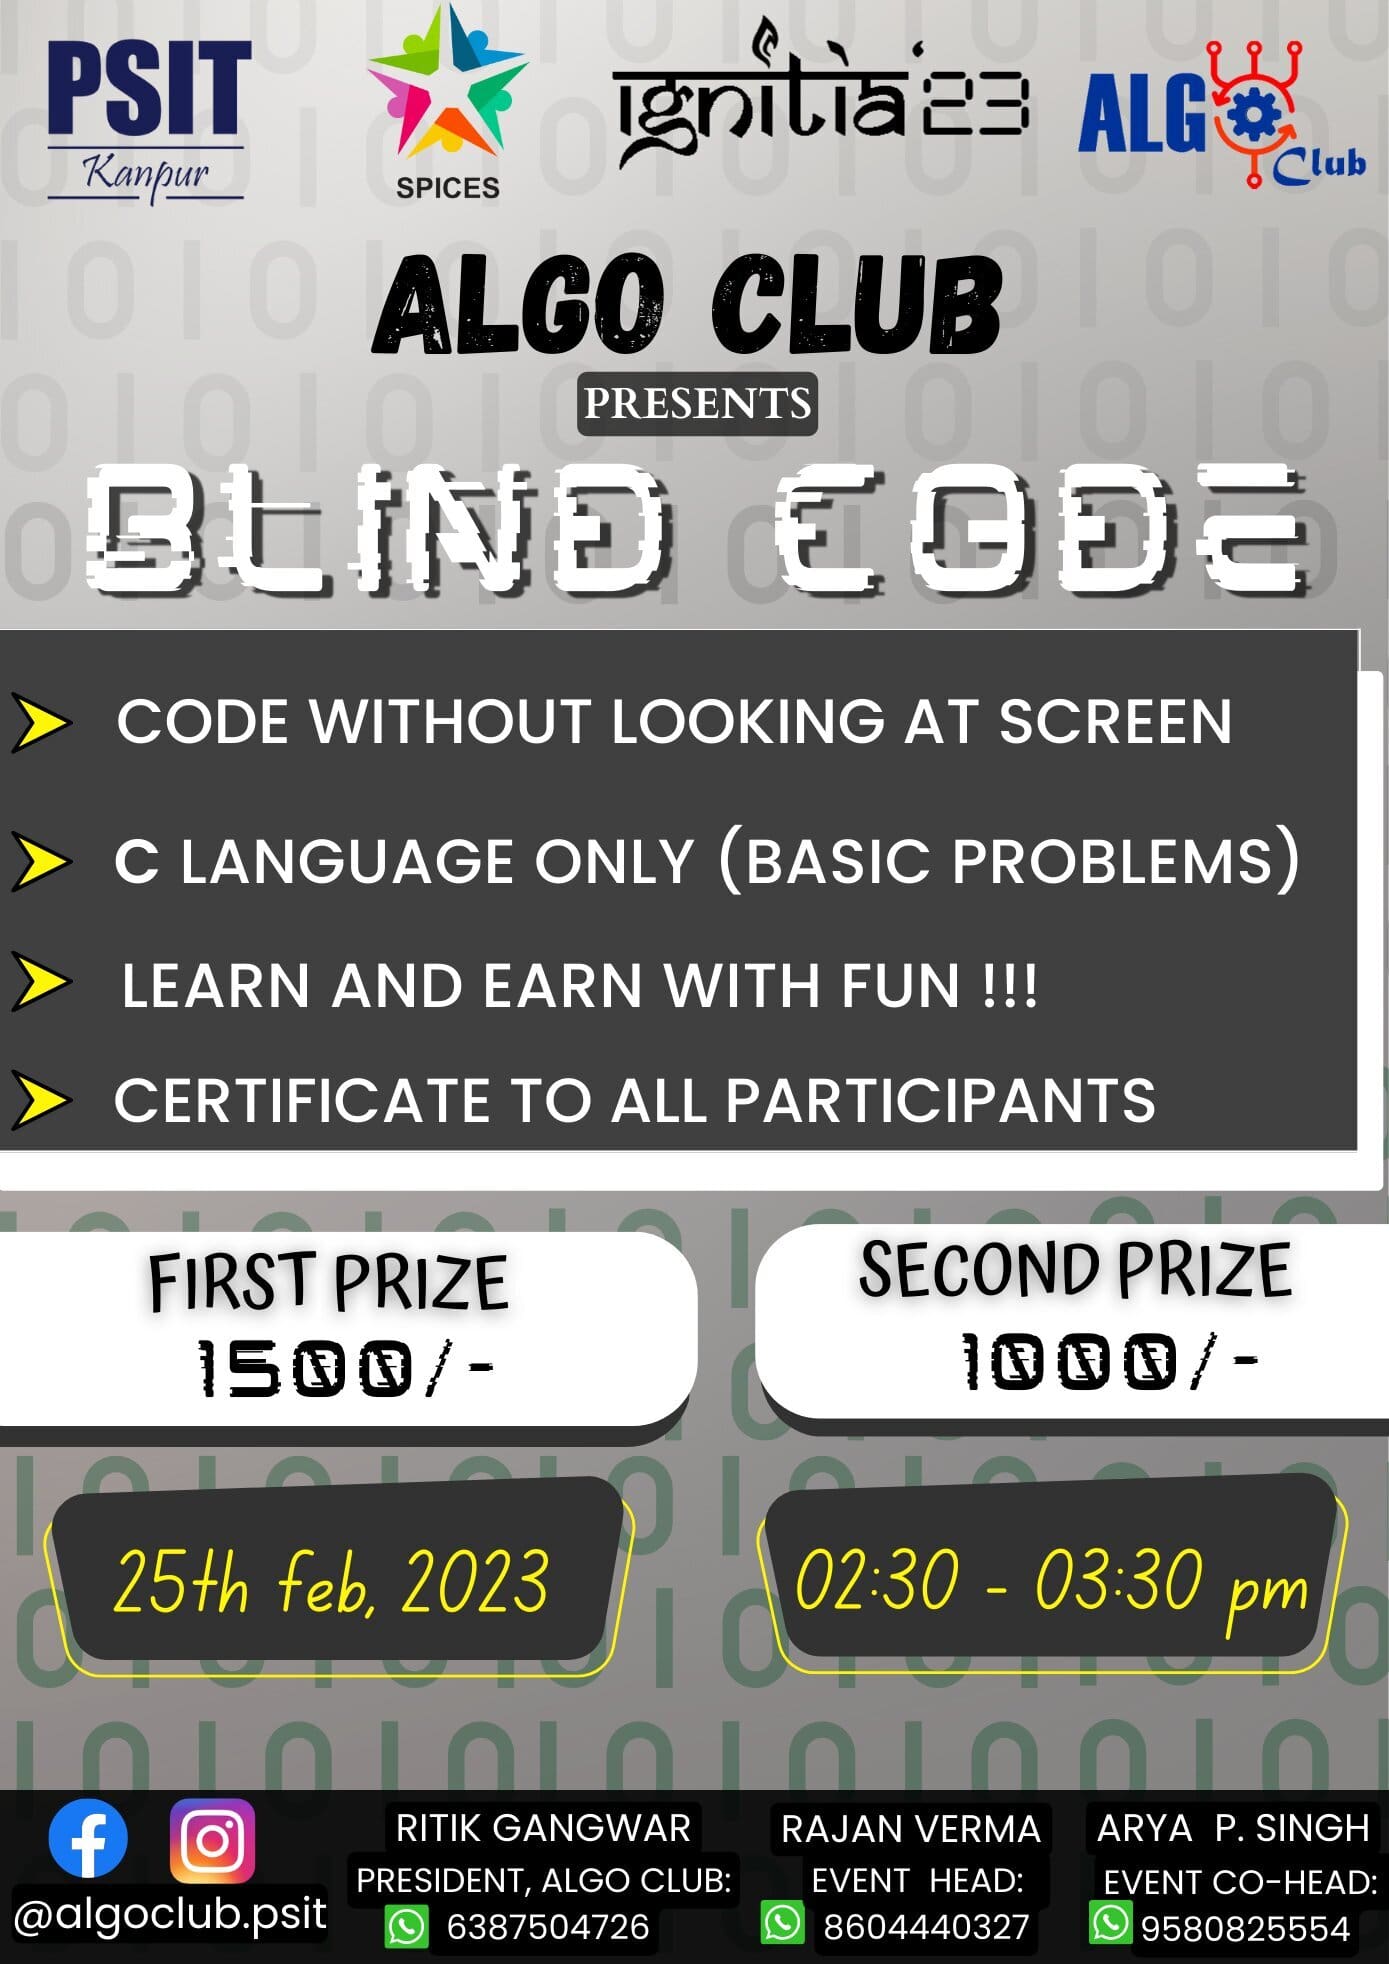 PSIT
Kanpur
SPICES
ignitia'23
ALGO
Club
ALGO CLUB
PRESENTS
BLIND CODE
CODE WITHOUT LOOKING AT SCREEN
C LANGUAGE ONLY (BASIC PROBLEMS)
LEARN AND EARN WITH FUN !!!
CERTIFICATE TO ALL PARTICIPANTS
FIRST PRIZE
1500/-
SECOND PRIZE
1000/-
25th feb, 2023
02:30 - 03:30 pm
@algoclub.psit
RITIK GANGWAR
PRESIDENT, ALGO CLUB:
6387504726
RAJAN VERMA
EVENT HEAD:
8604440327
ARYA P. SINGH
EVENT CO-HEAD:
9580825554